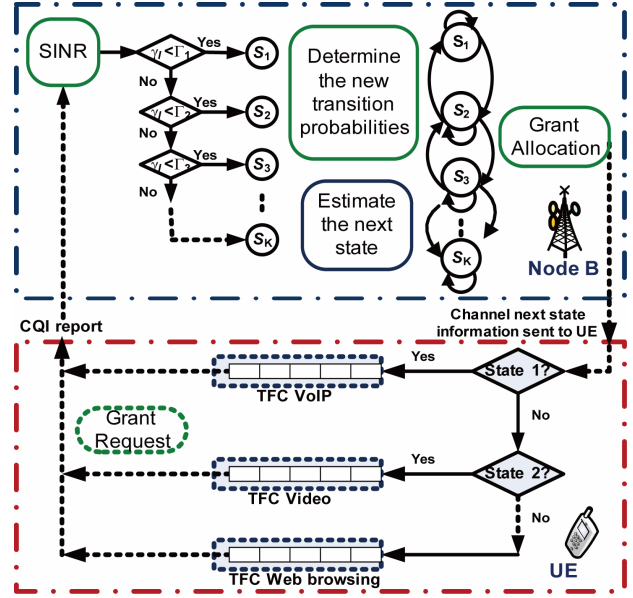 SINR
γI<Γ1
Yes
S1
No
γI<Γ2
Yes
S2
No
γI<Γ3
Yes
S3
No
SK
Determine
the new
transition
probabilities
Estimate
the next
state
S1
S2
S3
SK
Grant
Allocation
Node B
CQI report
Channel next state
information sent to UE
State 1?
Yes
No
TFC VoIP
Grant
Request
State 2?
Yes
No
TFC Video
TFC Web browsing
UE